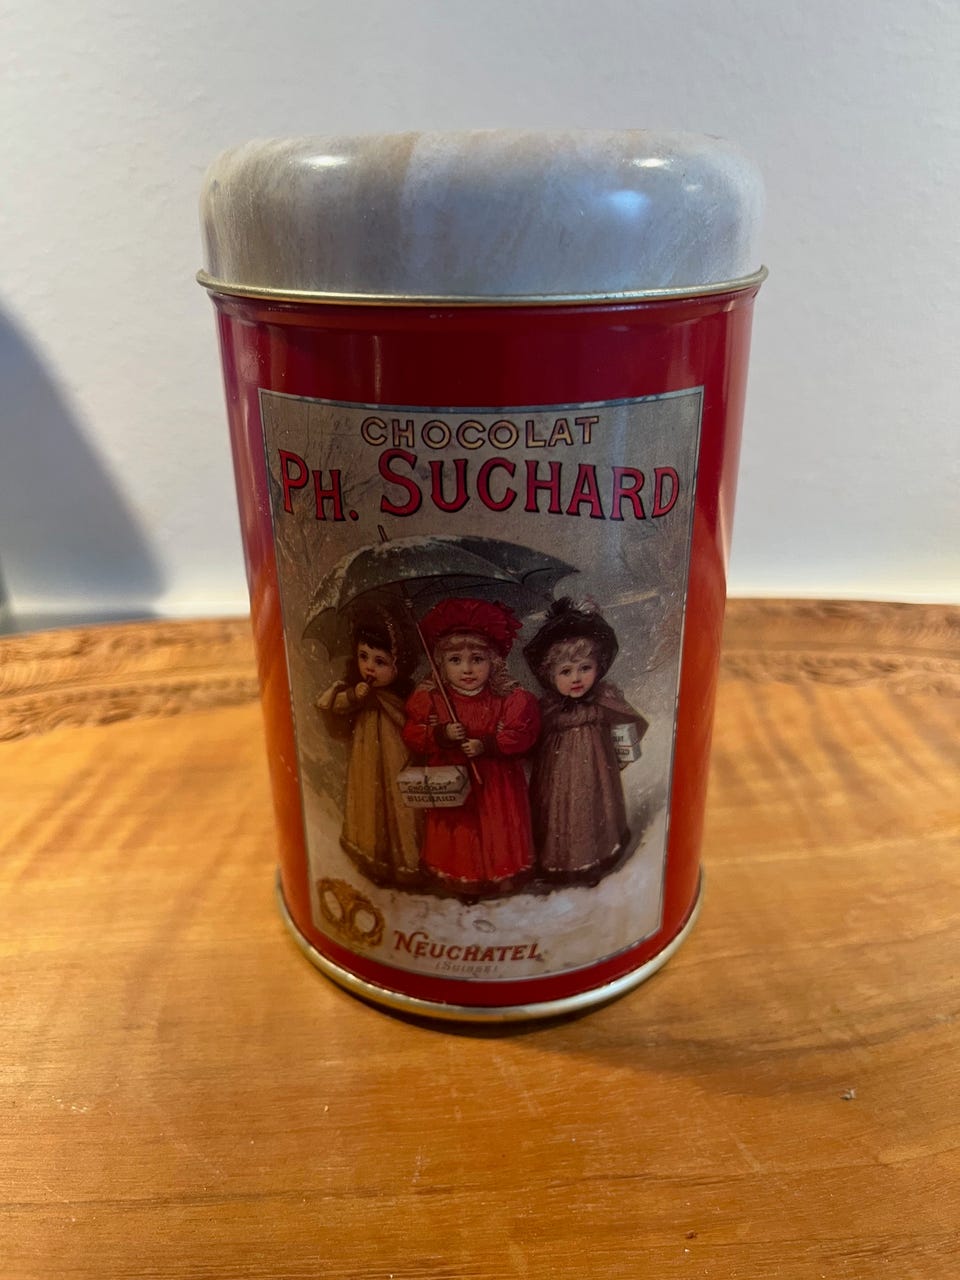 CHOCOLAT
PH. SUCHARD
CHOCOLAT
SUCHARD
NEUCHATEL
(SUISSE)